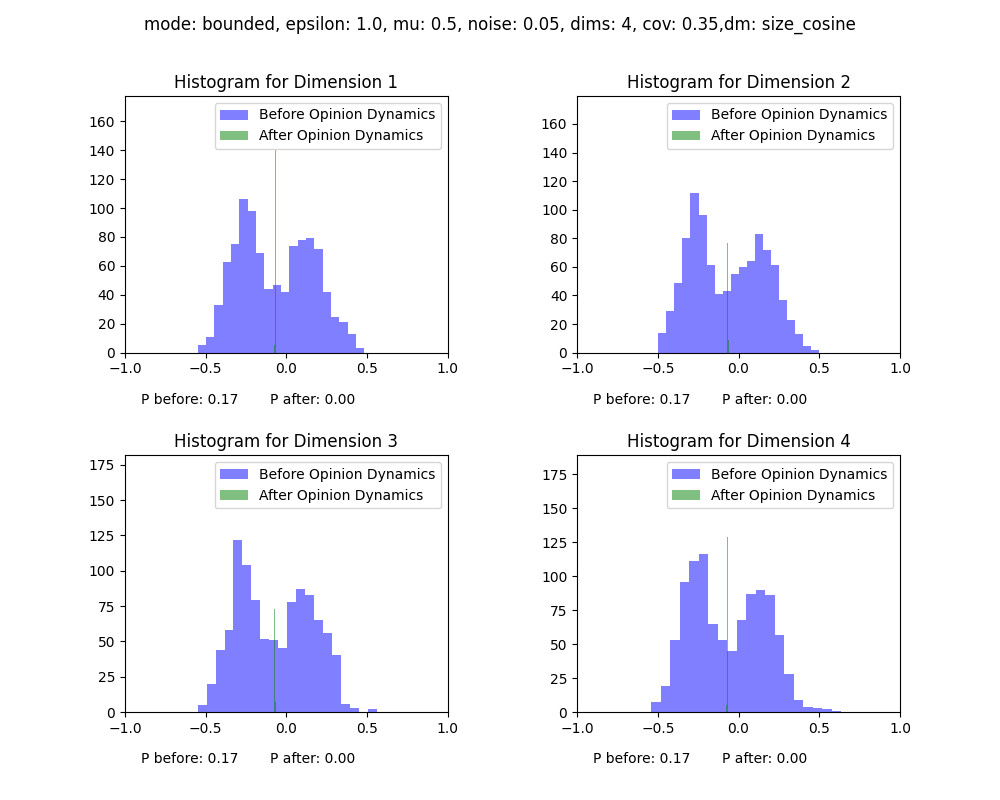 mode: bounded, epsilon: 1.0, mu: 0.5, noise: 0.05, dims: 4, cov: 0.35,dm: size_cosine
Histogram for Dimension 1
Before Opinion Dynamics
After Opinion Dynamics
160
140
120
100
80
60
40
20
0
−1.0 −0.5 0.0 0.5 1.0
P before: 0.17 P after: 0.00
Histogram for Dimension 2
Before Opinion Dynamics
After Opinion Dynamics
160
140
120
100
80
60
40
20
0
−1.0 −0.5 0.0 0.5 1.0
P before: 0.17 P after: 0.00
Histogram for Dimension 3
Before Opinion Dynamics
After Opinion Dynamics
175
150
125
100
75
50
25
0
−1.0 −0.5 0.0 0.5 1.0
P before: 0.17 P after: 0.00
Histogram for Dimension 4
Before Opinion Dynamics
After Opinion Dynamics
175
150
125
100
75
50
25
0
−1.0 −0.5 0.0 0.5 1.0
P before: 0.17 P after: 0.00